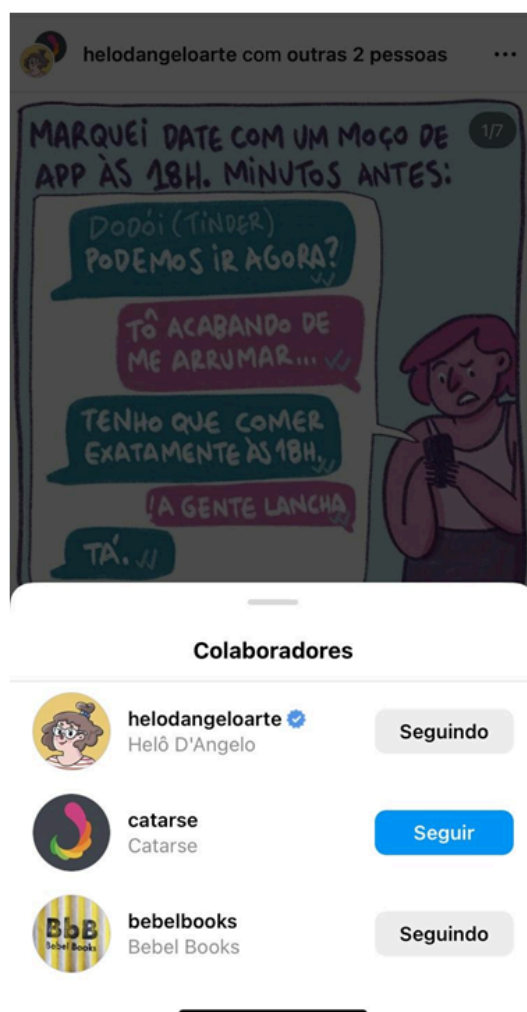 helodangeloarte com outras 2 pessoas
1/7
MARQUEI DATE COM UM MOÇO DE
APP ÀS 18H. MINUTOS ANTES:
DODÓI (TINDER)
PODEMOS IR AGORA?
TÔ ACABANDO DE
ME ARRUMAR...
TENHO QUE COMER
EXATAMENTE ÀS 18H.
!A GENTE LANCHA
TÁ.
Colaboradores
helodangeloarte
Helô D'Angelo
Seguindo
catarse
Catarse
Seguir
BbB
Bebel Books
bebelbooks
Bebel Books
Seguindo